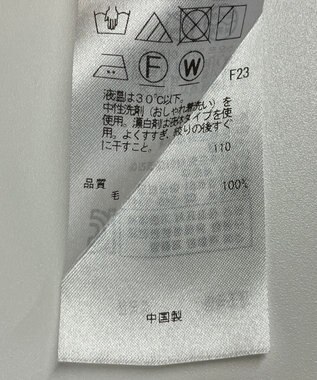 F
W
F23
液温は30℃以下。
中性洗剤（おしゃれ着洗い）を
使用。漂白剤は液体タイプを使
用。よくすすぎ、絞りの後すぐ
に干すこと。
110
品質
毛 100%
中国製